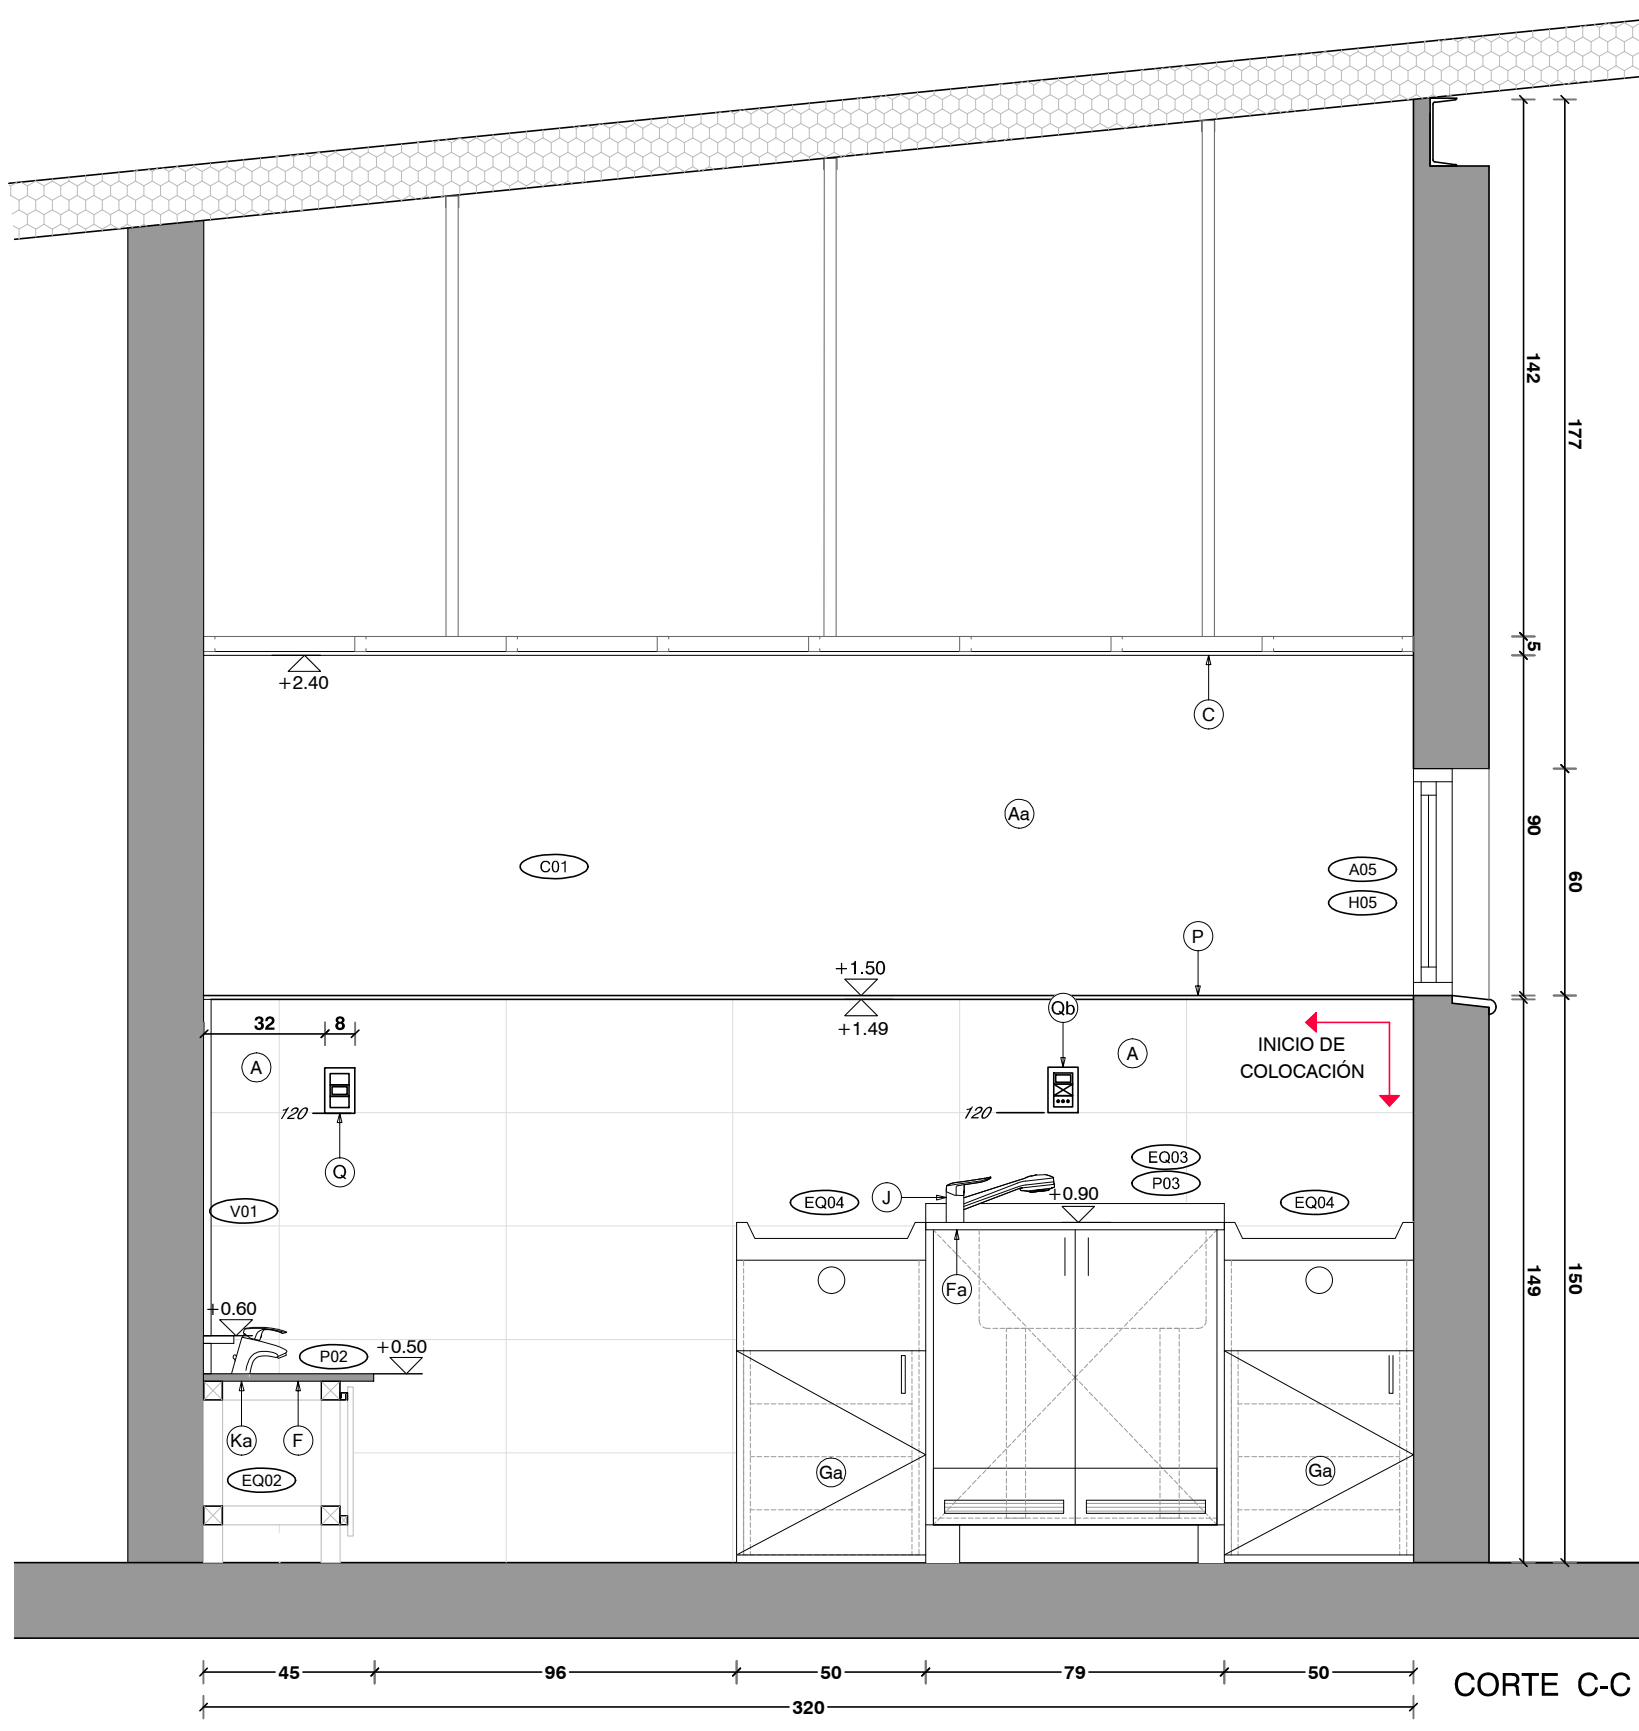 142
177
5
+2.40
C
Aa
C01
A05
H05
90
60
P
+1.50
32
8
Qb
+1.49
A
A
INICIO DE
COLOCACIÓN
120
120
Q
EQ03
P03
V01
EQ04
J
+0.90
EQ04
149
150
Fa
+0.60
P02
+0.50
Ka
F
EQ02
Ga
Ga
45
96
50
79
50
320
CORTE C-C